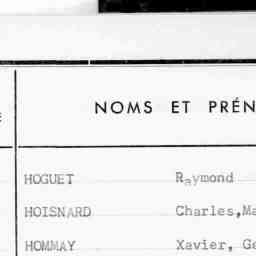 NOMS ET PRÉN
HOGUET Raymond
HOISNARD Charles,Ma
HOMMAY Xavier, Ge